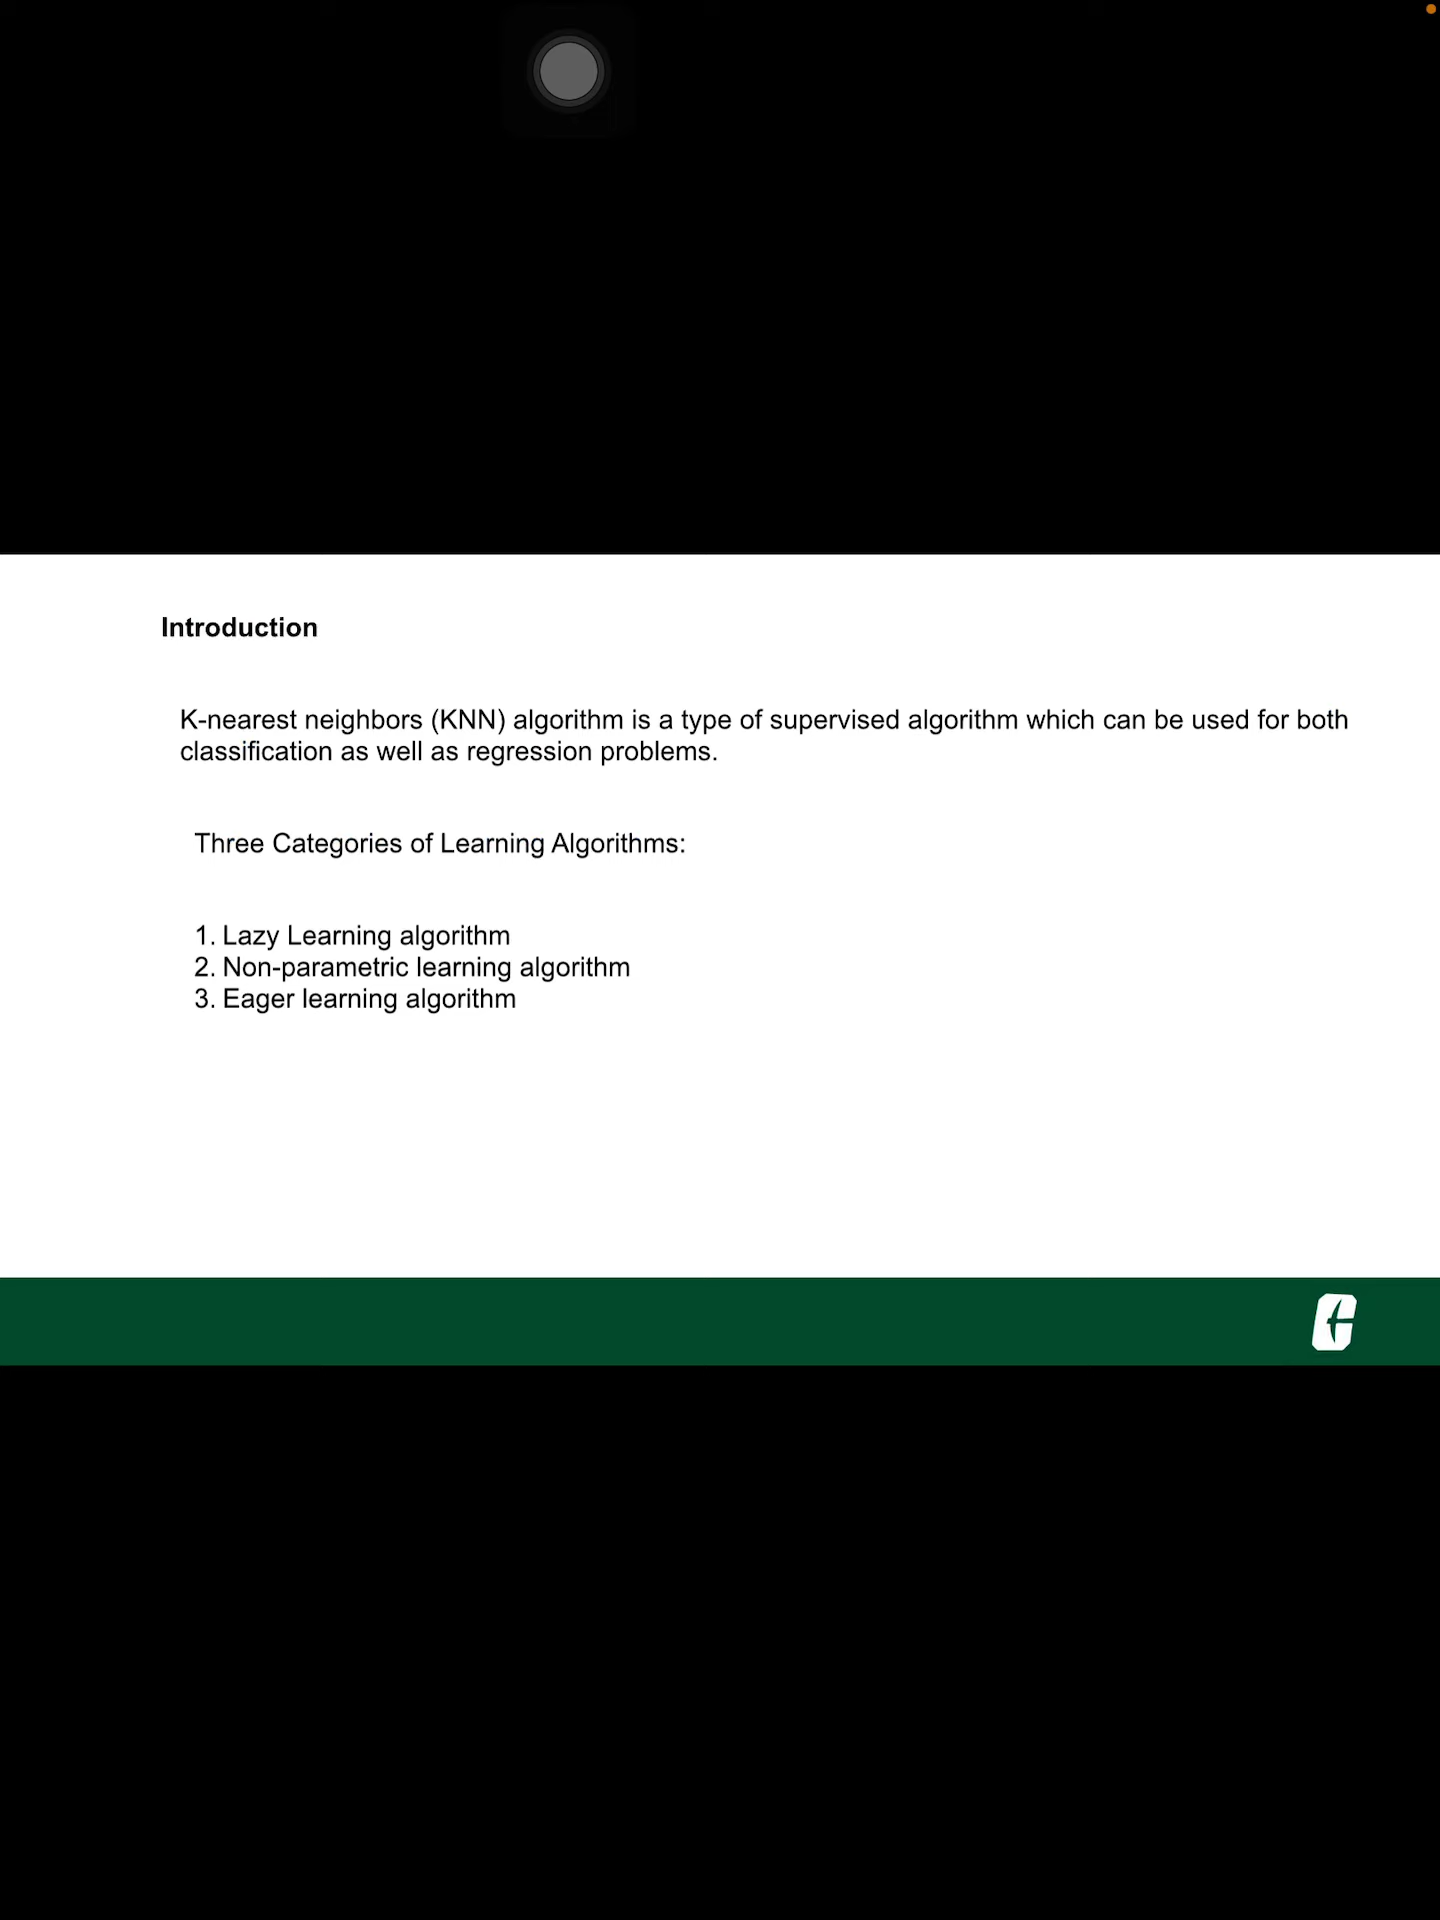 Introduction
K-nearest neighbors (KNN) algorithm is a type of supervised algorithm which can be used for both
classification as well as regression problems.
Three Categories of Learning Algorithms:
1. Lazy Learning algorithm
2. Non-parametric learning algorithm
3. Eager learning algorithm